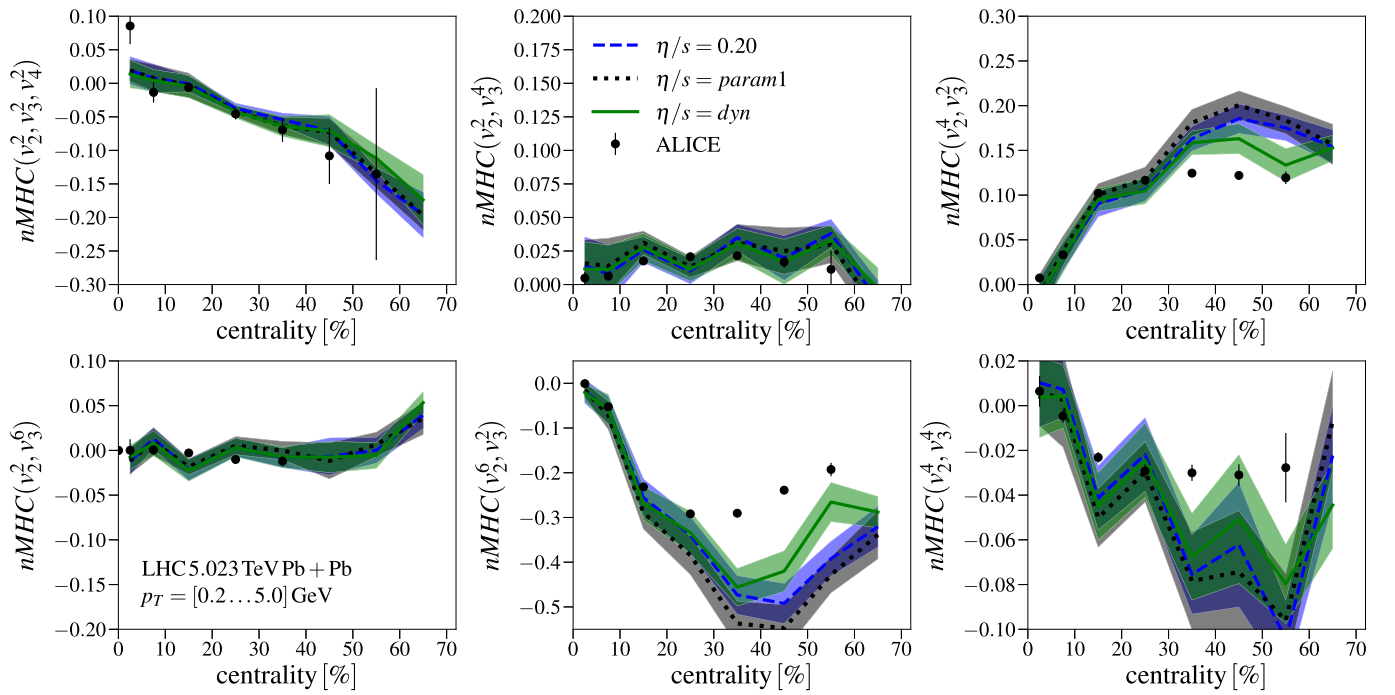 0.10
0.05
0.00
−0.05
−0.10
−0.15
−0.20
−0.25
−0.30
nMHC(v_2^2, v_3^2, v_4^2)
0 10 20 30 40 50 60 70
centrality [%]
0.200
0.175
0.150
0.125
0.100
0.075
0.050
0.025
0.000
nMHC(v_2^2, v_3^4)
η/s = 0.20
η/s = param1
η/s = dyn
ALICE
0 10 20 30 40 50 60 70
centrality [%]
0.30
0.25
0.20
0.15
0.10
0.05
0.00
nMHC(v_2^4, v_3^2)
0 10 20 30 40 50 60 70
centrality [%]
0.10
0.05
0.00
−0.05
−0.10
−0.15
−0.20
nMHC(v_2^2, v_3^6)
LHC 5.023 TeV Pb + Pb
p_T = [0.2…5.0] GeV
0 10 20 30 40 50 60 70
centrality [%]
0.0
−0.1
−0.2
−0.3
−0.4
−0.5
nMHC(v_2^6, v_3^2)
0 10 20 30 40 50 60 70
centrality [%]
0.02
0.00
−0.02
−0.04
−0.06
−0.08
−0.10
nMHC(v_2^4, v_3^4)
0 10 20 30 40 50 60 70
centrality [%]